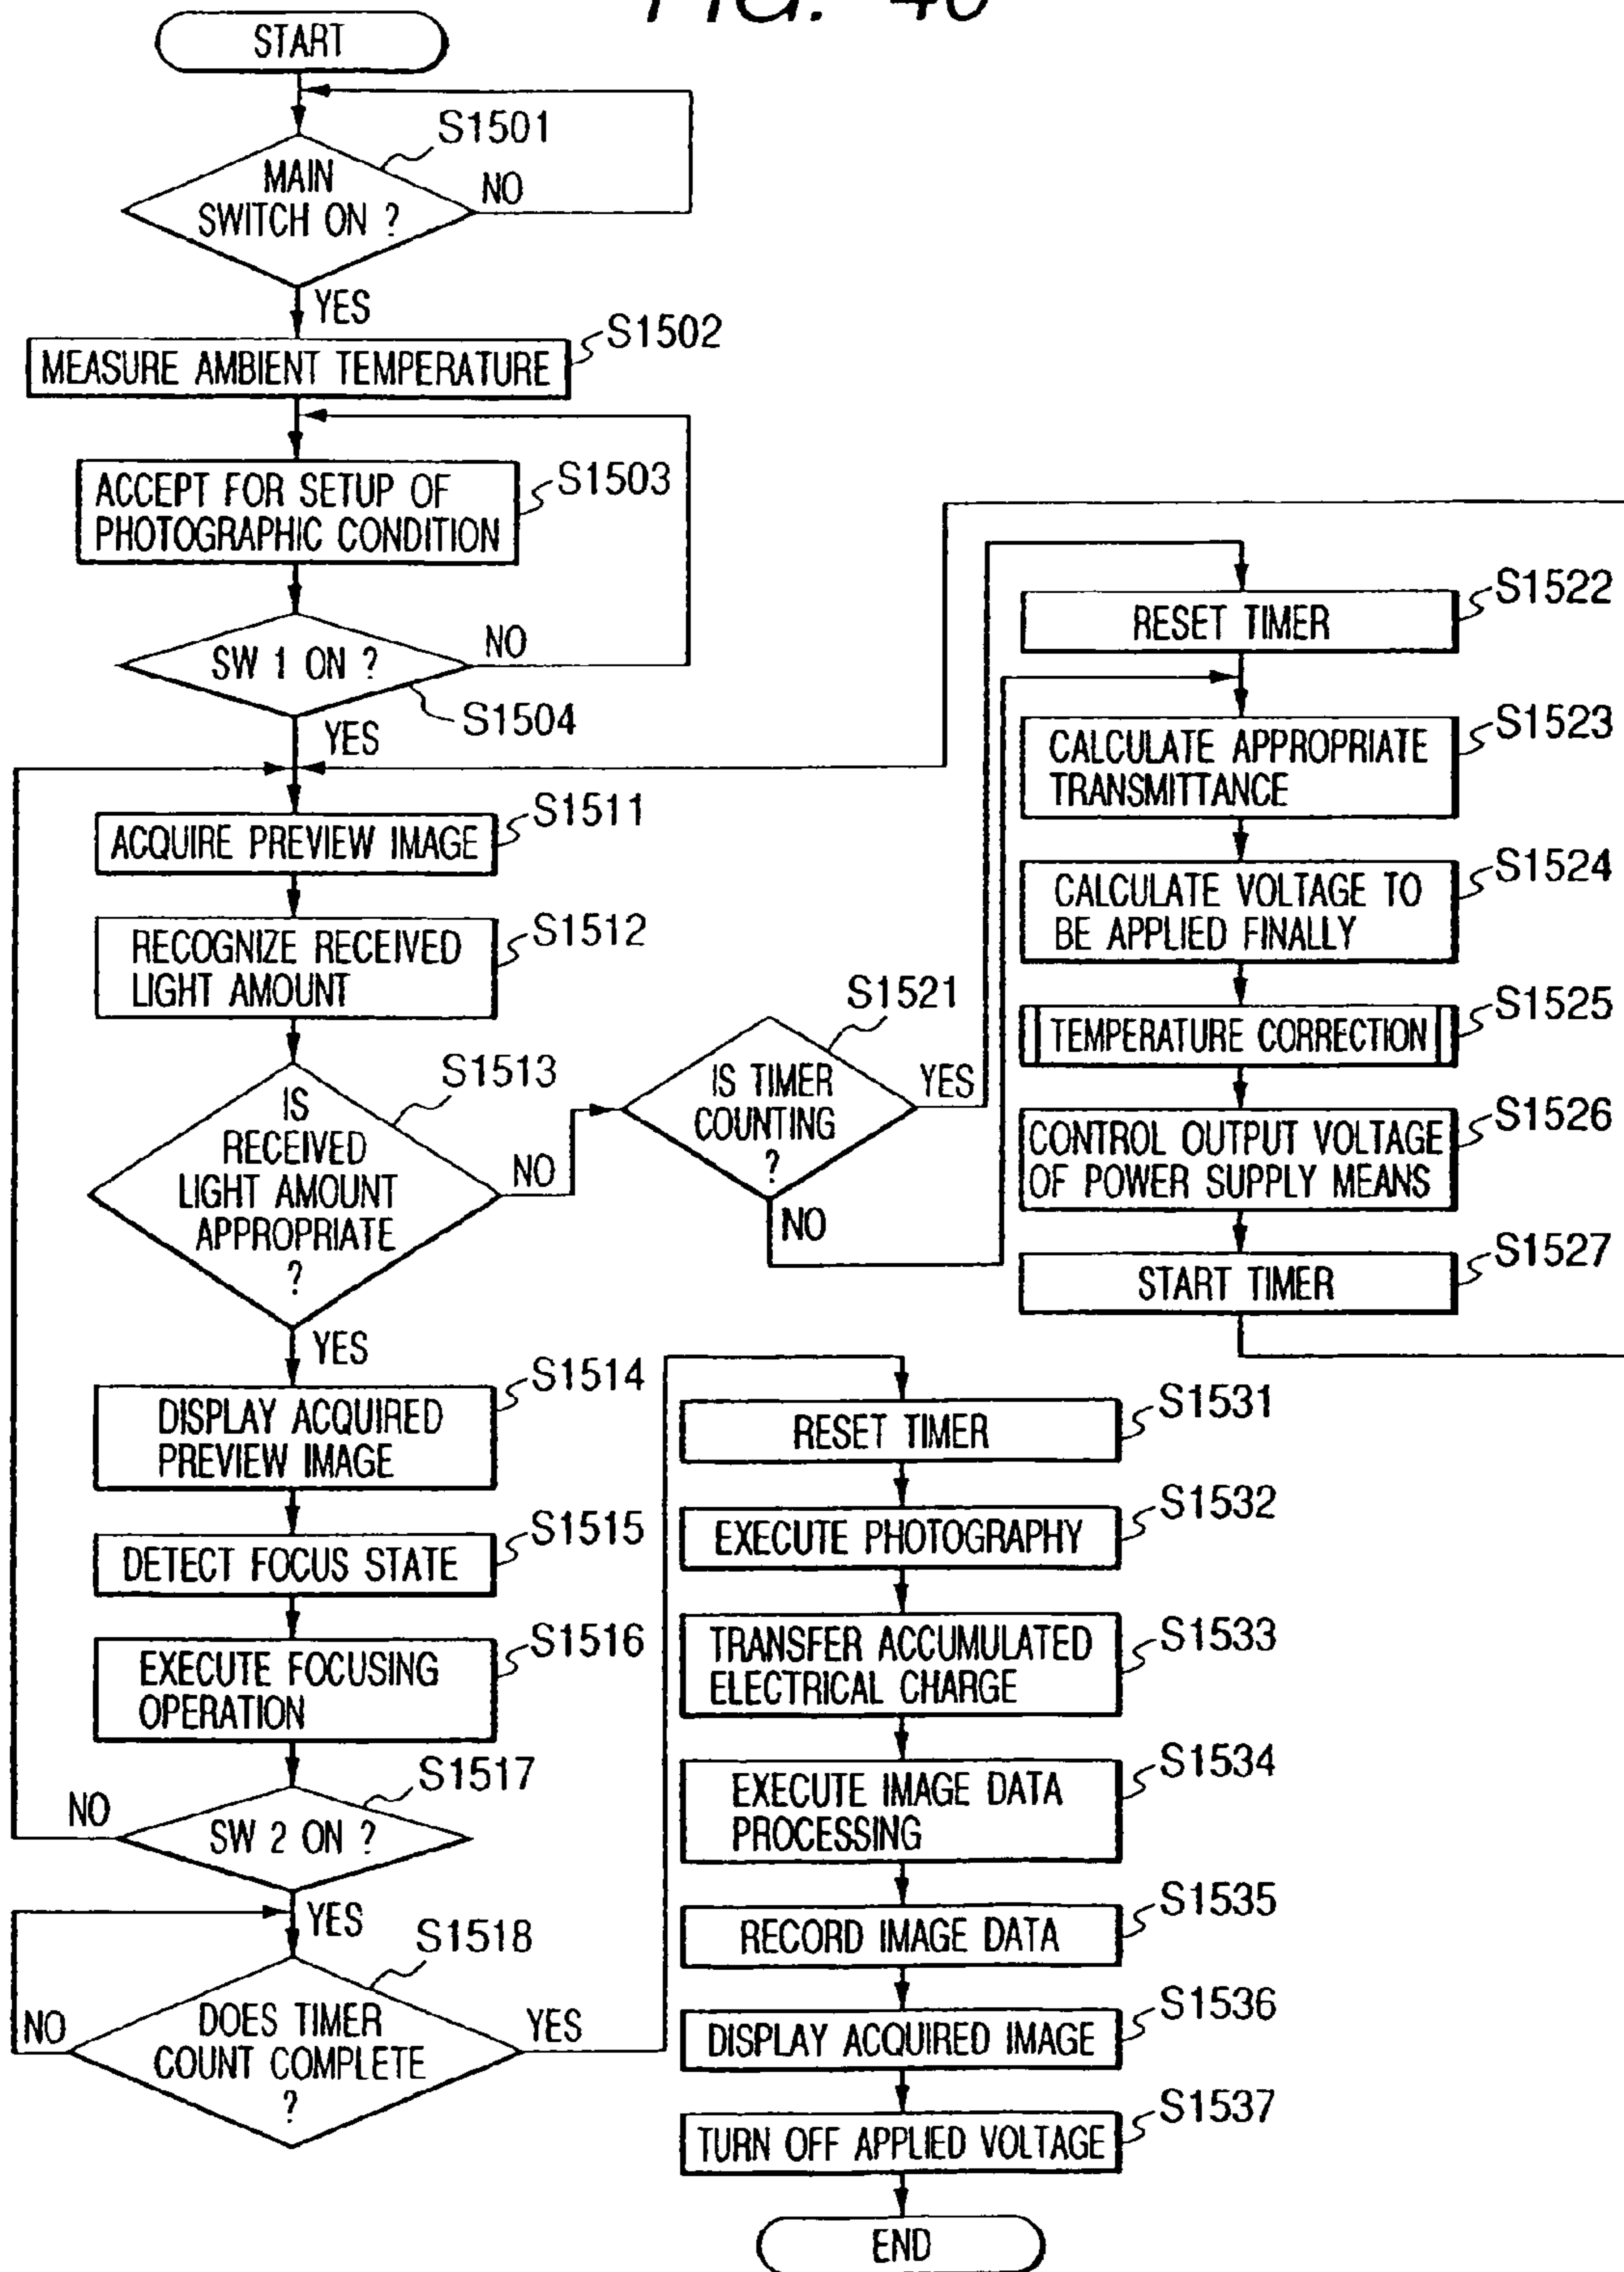 FIG. 40
START
S1501
MAIN
SWITCH ON ?
NO
YES
S1502
MEASURE AMBIENT TEMPERATURE
S1503
ACCEPT FOR SETUP OF
PHOTOGRAPHIC CONDITION
SW 1 ON ?
NO
S1504
YES
S1511
ACQUIRE PREVIEW IMAGE
S1512
RECOGNIZE RECEIVED
LIGHT AMOUNT
S1513
IS
RECEIVED
LIGHT AMOUNT
APPROPRIATE
?
NO
YES
S1514
DISPLAY ACQUIRED
PREVIEW IMAGE
S1515
DETECT FOCUS STATE
S1516
EXECUTE FOCUSING
OPERATION
S1517
SW 2 ON ?
NO
YES
S1518
DOES TIMER
COUNT COMPLETE
?
NO
YES
S1521
IS TIMER
COUNTING
?
YES
NO
S1522
RESET TIMER
S1523
CALCULATE APPROPRIATE
TRANSMITTANCE
S1524
CALCULATE VOLTAGE TO
BE APPLIED FINALLY
S1525
TEMPERATURE CORRECTION
S1526
CONTROL OUTPUT VOLTAGE
OF POWER SUPPLY MEANS
S1527
START TIMER
S1531
RESET TIMER
S1532
EXECUTE PHOTOGRAPHY
S1533
TRANSFER ACCUMULATED
ELECTRICAL CHARGE
S1534
EXECUTE IMAGE DATA
PROCESSING
S1535
RECORD IMAGE DATA
S1536
DISPLAY ACQUIRED IMAGE
S1537
TURN OFF APPLIED VOLTAGE
END